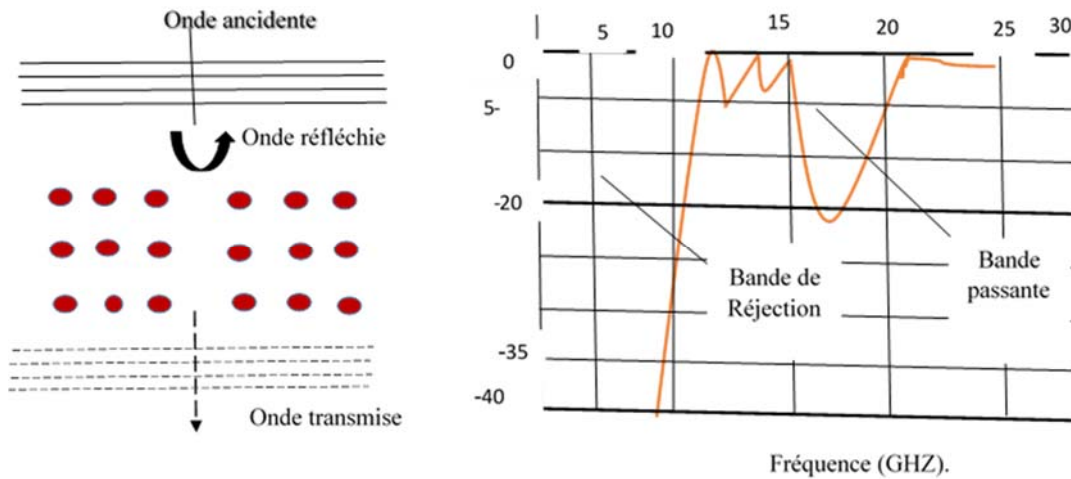 Onde ancidente
Onde réfléchie
Onde transmise
5 10 15 20 25 30
0
5-
-20
-35
-40
Bande de
Réjection
Bande
passante
Fréquence (GHZ).